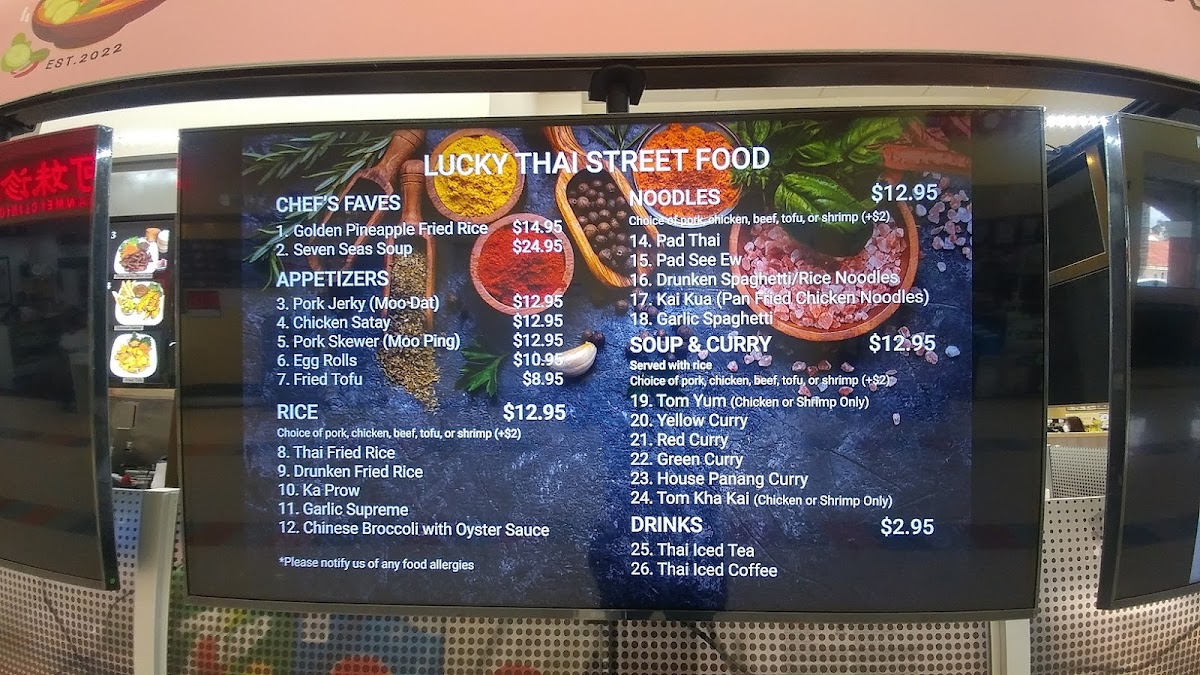 EST.2022
LUCKY THAI STREET FOOD
CHEF'S FAVES
1. Golden Pineapple Fried Rice $14.95
2. Seven Seas Soup $24.95
APPETIZERS
3. Pork Jerky (Moo Dat) $12.95
4. Chicken Satay $12.95
5. Pork Skewer (Moo Ping) $12.95
6. Egg Rolls $10.95
7. Fried Tofu $8.95
RICE $12.95
Choice of pork, chicken, beef, tofu, or shrimp (+$2)
8. Thai Fried Rice
9. Drunken Fried Rice
10. Ka Prow
11. Garlic Supreme
12. Chinese Broccoli with Oyster Sauce
*Please notify us of any food allergies
NOODLES $12.95
Choice of pork, chicken, beef, tofu, or shrimp (+$2)
14. Pad Thai
15. Pad See Ew
16. Drunken Spaghetti/Rice Noodles
17. Kai Kua (Pan Fried Chicken Noodles)
18. Garlic Spaghetti
SOUP & CURRY $12.95
Served with rice
Choice of pork, chicken, beef, tofu, or shrimp (+$2)
19. Tom Yum (Chicken or Shrimp Only)
20. Yellow Curry
21. Red Curry
22. Green Curry
23. House Panang Curry
24. Tom Kha Kai (Chicken or Shrimp Only)
DRINKS $2.95
25. Thai Iced Tea
26. Thai Iced Coffee